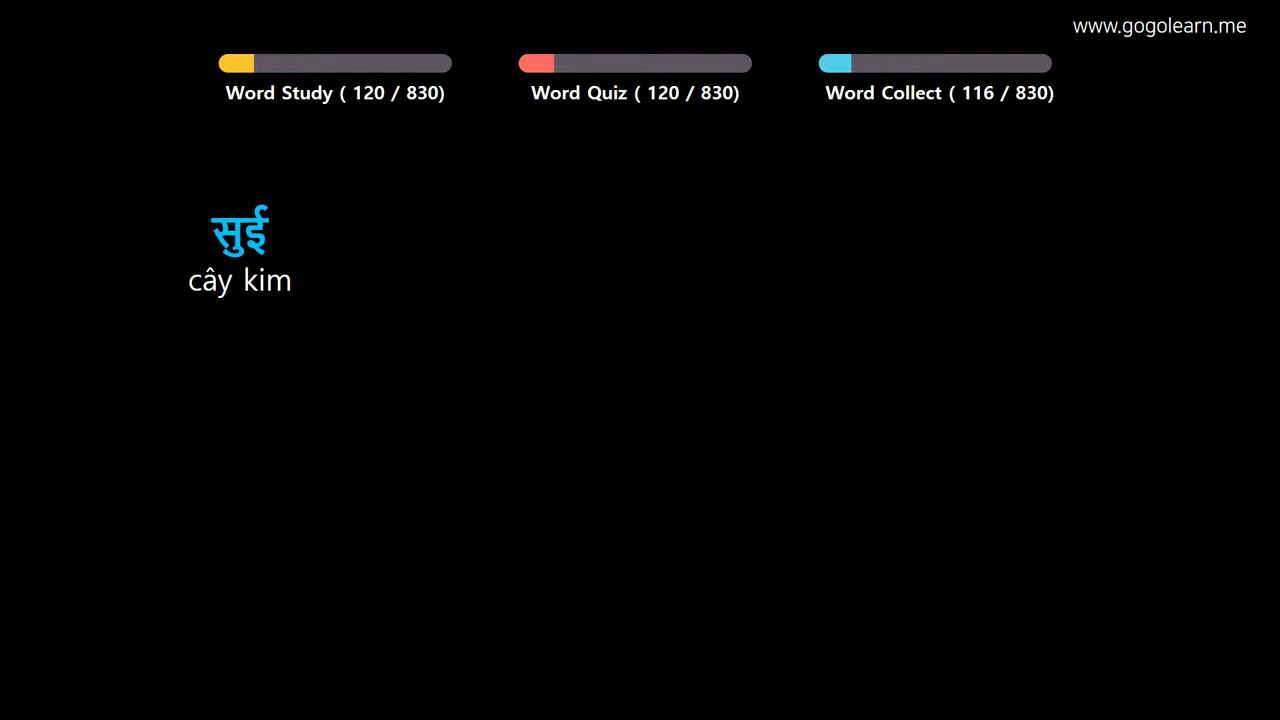 www.gogolearn.me
Word Study ( 120 / 830)
Word Quiz ( 120 / 830)
Word Collect ( 116 / 830)
सुई
cây kim